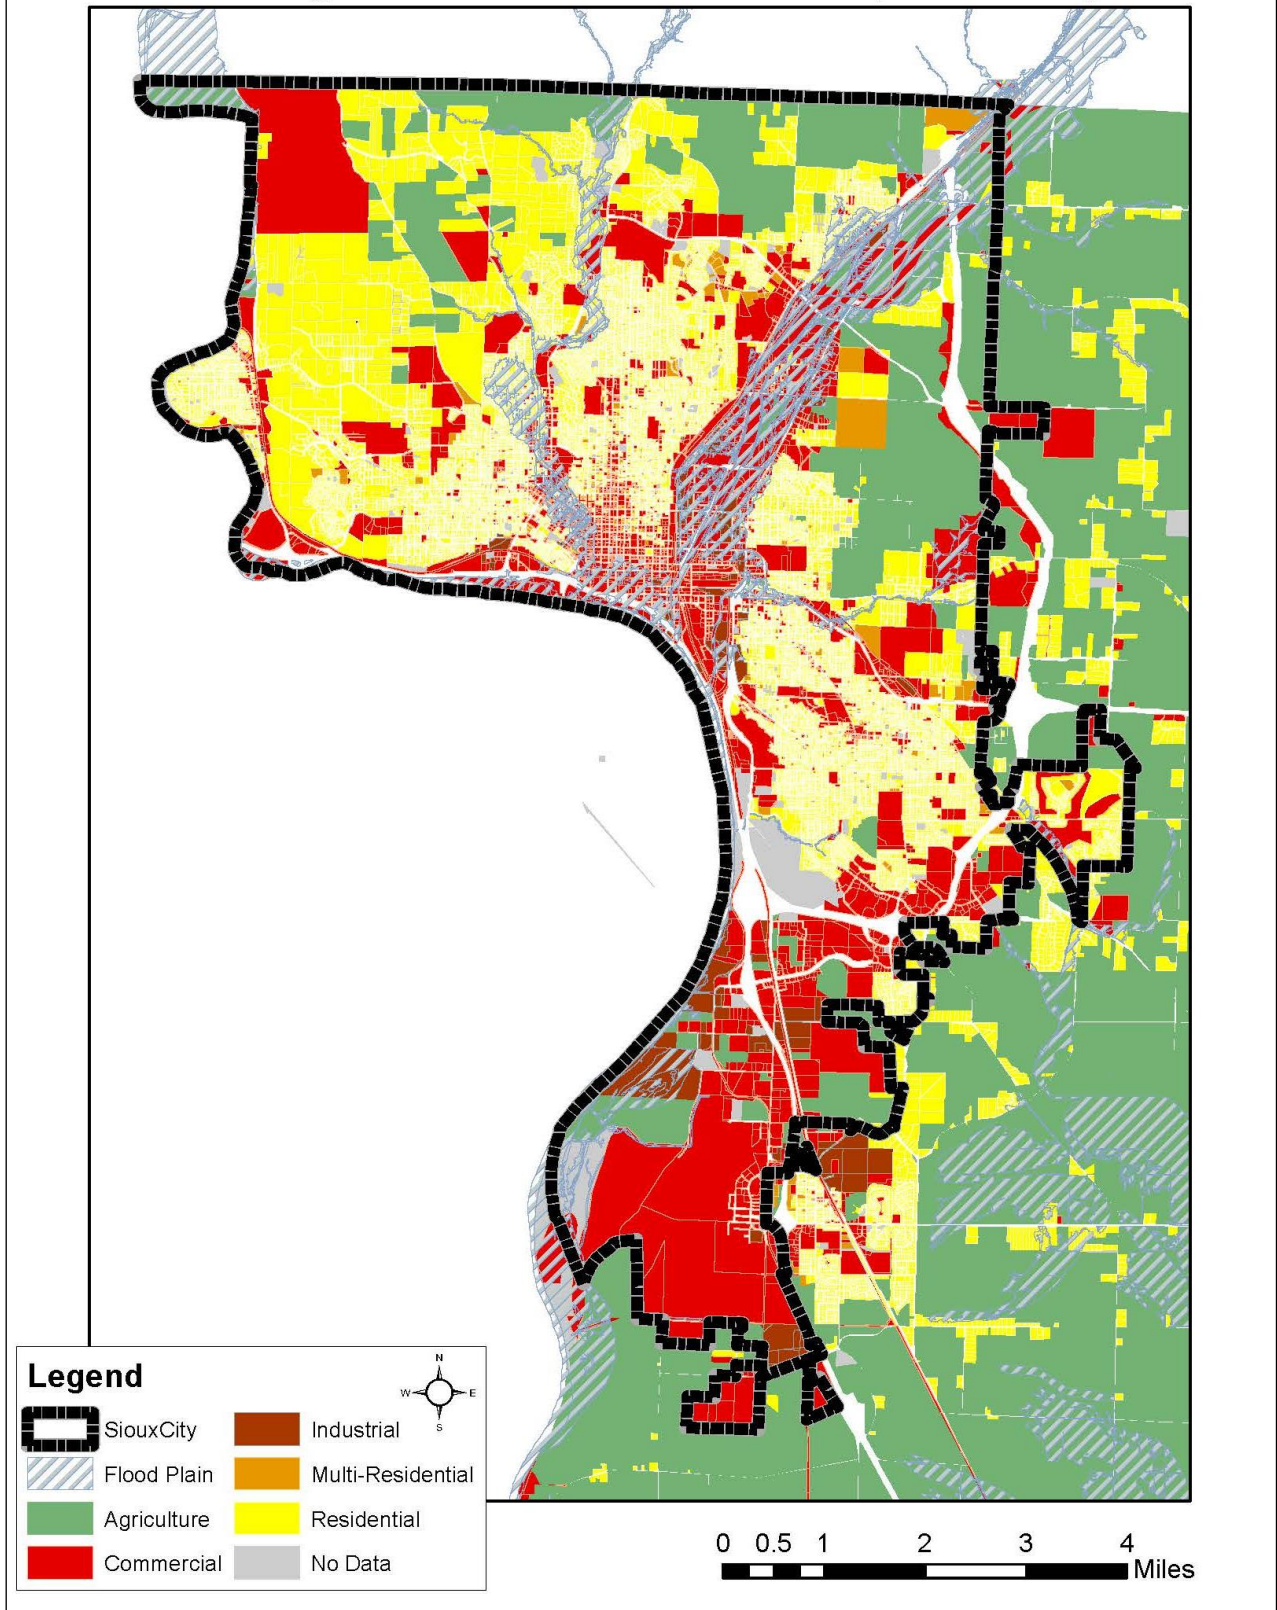 Legend
N
W E
S
SiouxCity
Industrial
Flood Plain
Multi-Residential
Agriculture
Residential
Commercial
No Data
0 0.5 1 2 3 4
Miles